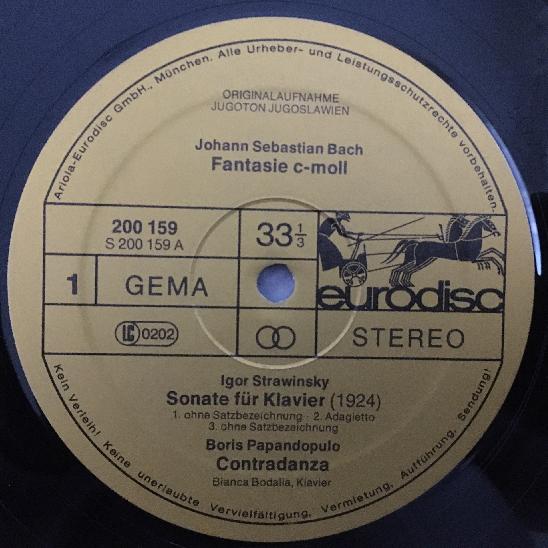 Ariola-Eurodisc GmbH., München. Alle Urheber- und Leistungsschutzrechte vorbehalten.
ORIGINALAUFNAHME
JUGOTON JUGOSLAWIEN
Johann Sebastian Bach
Fantasie c-moll
200 159
S 200 159 A
33 1/3
eurodisc
1
GEMA
LC 0202
STEREO
Igor Strawinsky
Sonate für Klavier (1924)
1. ohne Satzbezeichnung · 2. Adagietto
3. ohne Satzbezeichnung
Boris Papandopulo
Contradanza
Bianca Bodalia, Klavier
Kein Verleih! Keine unerlaubte Vervielfältigung, Vermietung, Aufführung, Sendung!